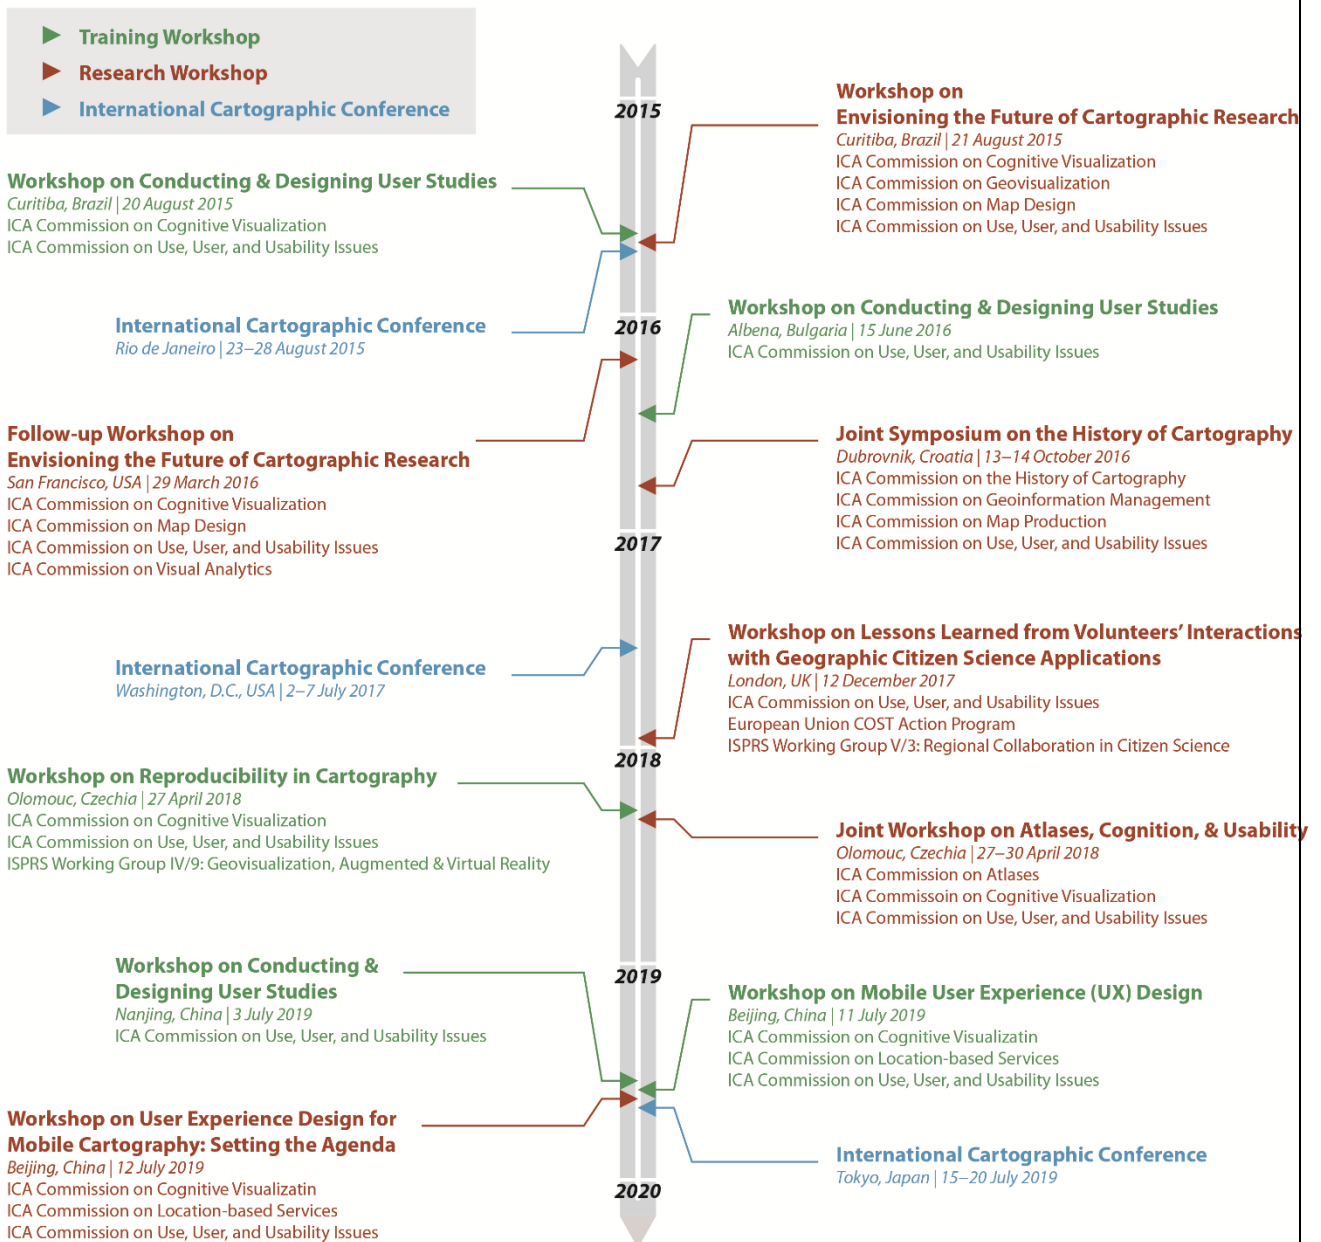 Training Workshop
Research Workshop
International Cartographic Conference
2015
Workshop on
Envisioning the Future of Cartographic Research
Curitiba, Brazil | 21 August 2015
ICA Commission on Cognitive Visualization
ICA Commission on Geovisualization
ICA Commission on Map Design
ICA Commission on Use, User, and Usability Issues
Workshop on Conducting & Designing User Studies
Curitiba, Brazil | 20 August 2015
ICA Commission on Cognitive Visualization
ICA Commission on Use, User, and Usability Issues
International Cartographic Conference
Rio de Janeiro | 23–28 August 2015
2016
Workshop on Conducting & Designing User Studies
Albena, Bulgaria | 15 June 2016
ICA Commission on Use, User, and Usability Issues
Follow-up Workshop on
Envisioning the Future of Cartographic Research
San Francisco, USA | 29 March 2016
ICA Commission on Cognitive Visualization
ICA Commission on Map Design
ICA Commission on Use, User, and Usability Issues
ICA Commission on Visual Analytics
Joint Symposium on the History of Cartography
Dubrovnik, Croatia | 13–14 October 2016
ICA Commission on the History of Cartography
ICA Commission on Geoinformation Management
ICA Commission on Map Production
ICA Commission on Use, User, and Usability Issues
2017
International Cartographic Conference
Washington, D.C., USA | 2–7 July 2017
Workshop on Lessons Learned from Volunteers' Interactions
with Geographic Citizen Science Applications
London, UK | 12 December 2017
ICA Commission on Use, User, and Usability Issues
European Union COST Action Program
ISPRS Working Group V/3: Regional Collaboration in Citizen Science
2018
Workshop on Reproducibility in Cartography
Olomouc, Czechia | 27 April 2018
ICA Commission on Cognitive Visualization
ICA Commission on Use, User, and Usability Issues
ISPRS Working Group IV/9: Geovisualization, Augmented & Virtual Reality
Joint Workshop on Atlases, Cognition, & Usability
Olomouc, Czechia | 27–30 April 2018
ICA Commission on Atlases
ICA Commissoin on Cognitive Visualization
ICA Commission on Use, User, and Usability Issues
Workshop on Conducting &
Designing User Studies
Nanjing, China | 3 July 2019
ICA Commission on Use, User, and Usability Issues
2019
Workshop on Mobile User Experience (UX) Design
Beijing, China | 11 July 2019
ICA Commission on Cognitive Visualizatin
ICA Commission on Location-based Services
ICA Commission on Use, User, and Usability Issues
Workshop on User Experience Design for
Mobile Cartography: Setting the Agenda
Beijing, China | 12 July 2019
ICA Commission on Cognitive Visualizatin
ICA Commission on Location-based Services
ICA Commission on Use, User, and Usability Issues
International Cartographic Conference
Tokyo, Japan | 15–20 July 2019
2020